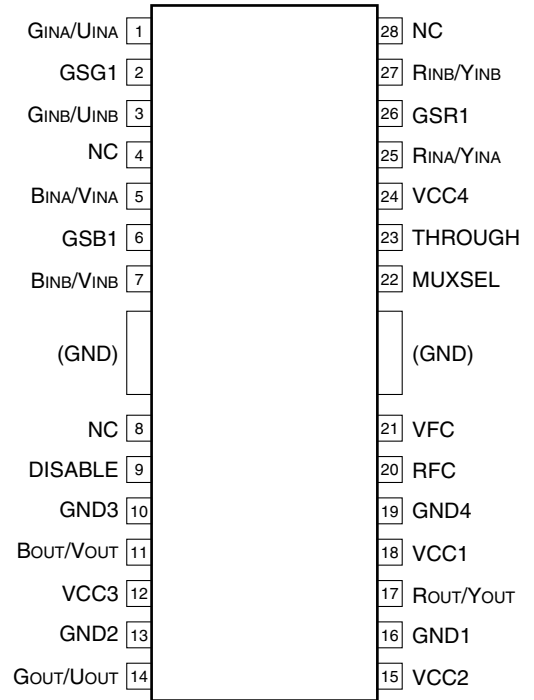 GINA/UINA 1 28 NC
GSG1 2 27 RINB/YINB
GINB/UINB 3 26 GSR1
NC 4 25 RINA/YINA
BINA/VINA 5 24 VCC4
GSB1 6 23 THROUGH
BINB/VINB 7 22 MUXSEL
(GND) (GND)
NC 8 21 VFC
DISABLE 9 20 RFC
GND3 10 19 GND4
BOUT/VOUT 11 18 VCC1
VCC3 12 17 ROUT/YOUT
GND2 13 16 GND1
GOUT/UOUT 14 15 VCC2